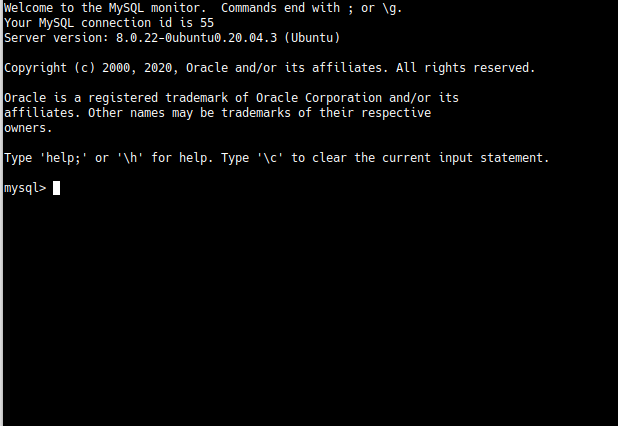 Welcome to the MySQL monitor.  Commands end with ; or \g.
Your MySQL connection id is 55
Server version: 8.0.22-0ubuntu0.20.04.3 (Ubuntu)
Copyright (c) 2000, 2020, Oracle and/or its affiliates. All rights reserved.
Oracle is a registered trademark of Oracle Corporation and/or its
affiliates. Other names may be trademarks of their respective
owners.
Type 'help;' or '\h' for help. Type '\c' to clear the current input statement.
mysql>